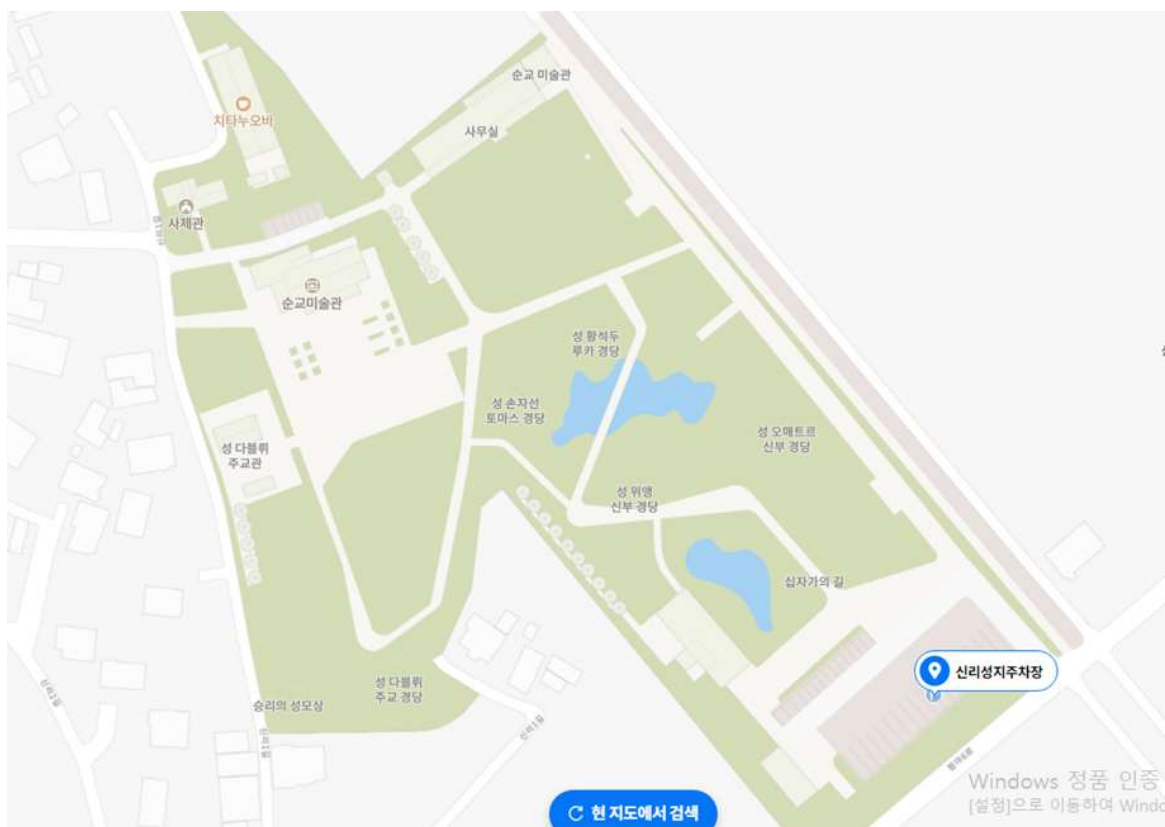 순교 미술관
치타누오바
사무실
사제관
순교미술관
성 황석두
루카 경당
성 손자선
토마스 경당
성 오매트르
신부 경당
성 다블뤼
주교관
성 위앵
신부 경당
십자가의 길
신리성지주차장
성 다블뤼
주교 경당
승리의 성모상
신리1길
현 지도에서 검색
Windows 정품 인증
[설정]으로 이동하여 Windo